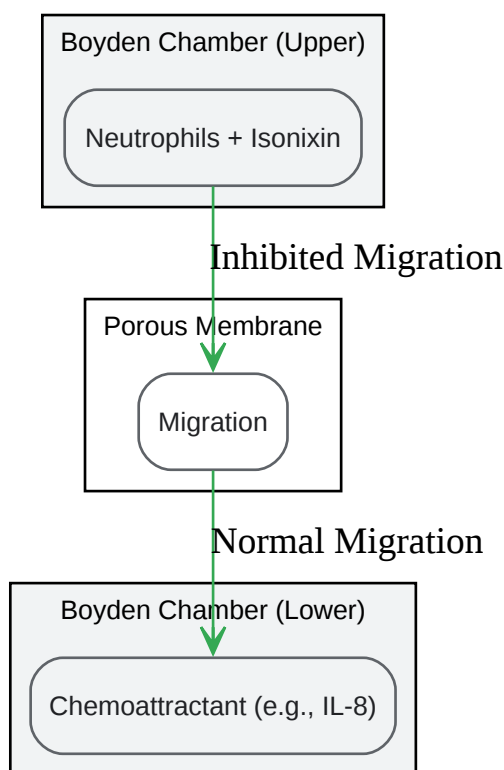 Boyden Chamber (Upper)
Neutrophils + Isonixin
Inhibited Migration
Porous Membrane
Migration
Normal Migration
Boyden Chamber (Lower)
Chemoattractant (e.g., IL-8)